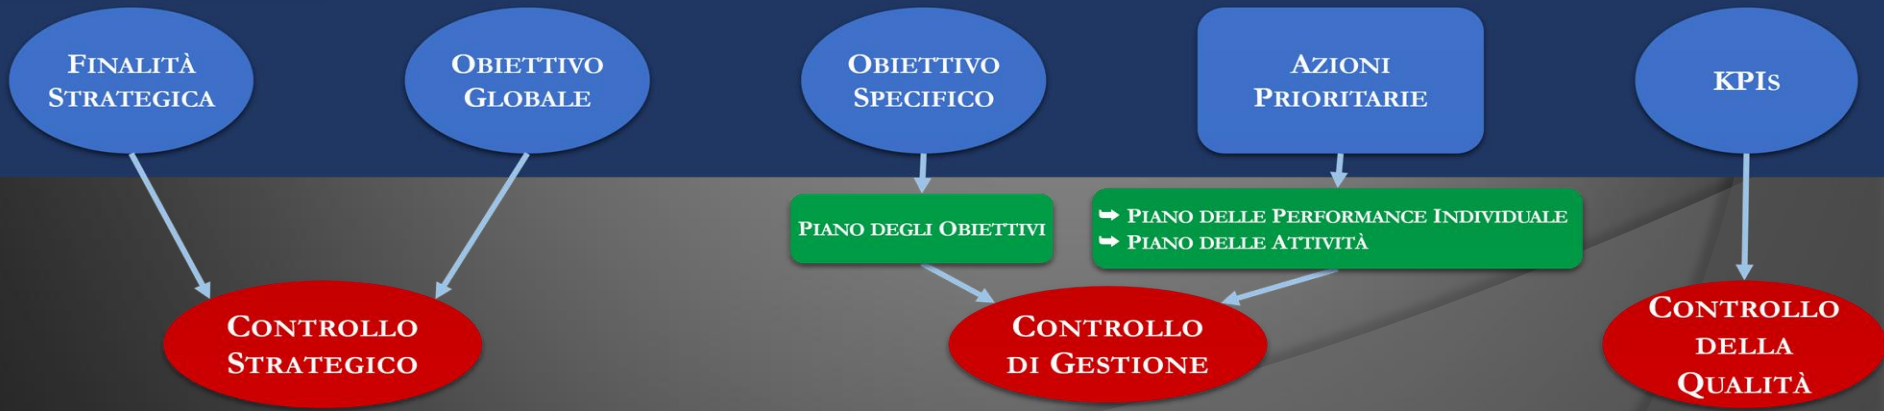 FINALITÀ
STRATEGICA
OBIETTIVO
GLOBALE
OBIETTIVO
SPECIFICO
AZIONI
PRIORITARIE
KPIS
PIANO DEGLI OBIETTIVI
➥ PIANO DELLE PERFORMANCE INDIVIDUALE
➥ PIANO DELLE ATTIVITÀ
CONTROLLO
STRATEGICO
CONTROLLO
DI GESTIONE
CONTROLLO
DELLA
QUALITÀ